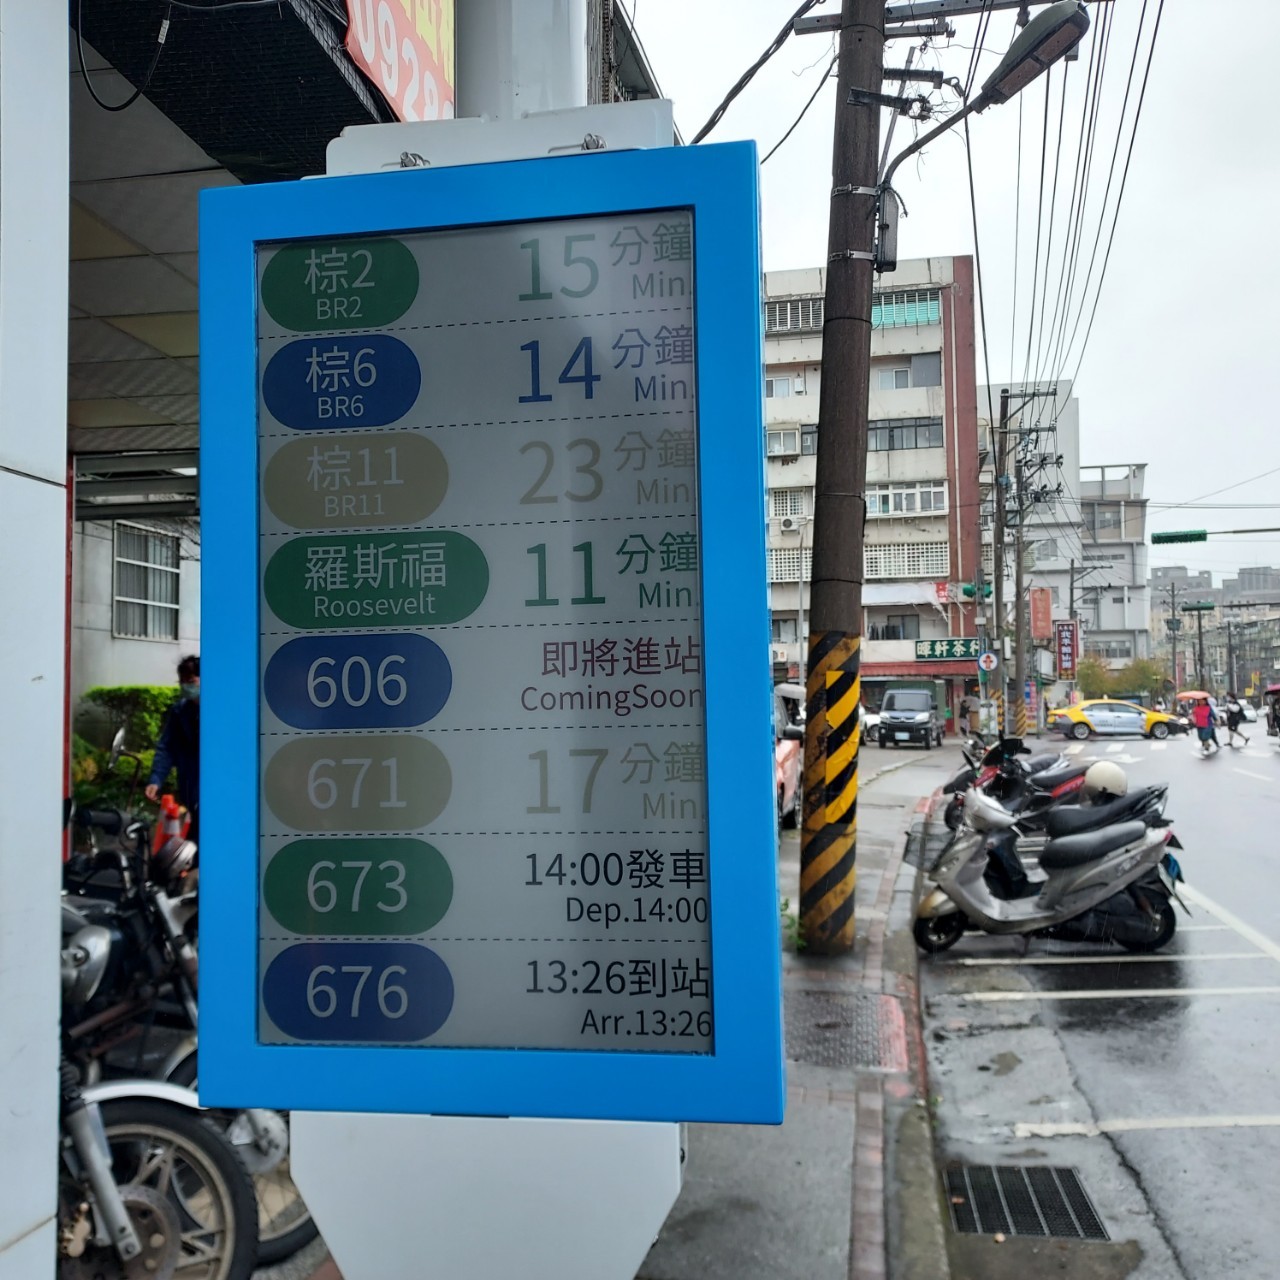 棕2
BR2
15 分鐘
Min.
棕6
BR6
14 分鐘
Min.
棕11
BR11
23 分鐘
Min.
羅斯福
Roosevelt
11 分鐘
Min.
606
即將進站
ComingSoon
671
17 分鐘
Min.
673
14:00發車
Dep.14:00
676
13:26到站
Arr.13:26